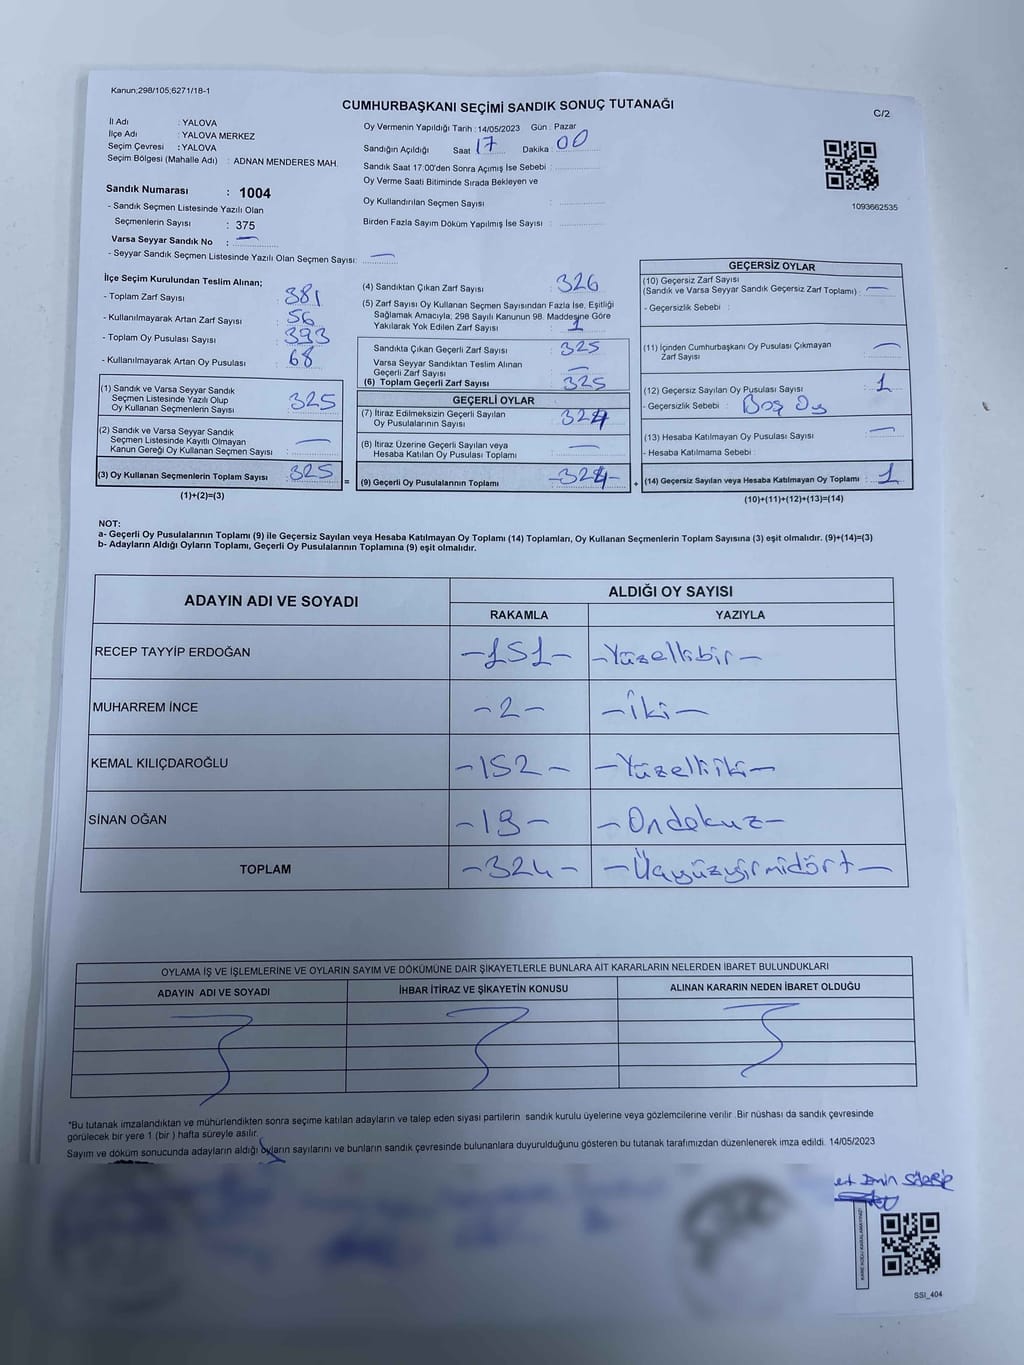 Kanun;298/105,6271/18-1
CUMHURBAŞKANI SEÇİMİ SANDIK SONUÇ TUTANAĞI
C/2
İl Adı : YALOVA
İlçe Adı : YALOVA MERKEZ
Seçim Çevresi : YALOVA
Seçim Bölgesi (Mahalle Adı) : ADNAN MENDERES MAH.
Sandık Numarası : 1004
- Sandık Seçmen Listesinde Yazılı Olan
Seçmenlerin Sayısı : 375
Varsa Seyyar Sandık No : —
- Seyyar Sandık Seçmen Listesinde Yazılı Olan Seçmen Sayısı: —
Oy Vermenin Yapıldığı Tarih : 14/05/2023 Gün : Pazar
Sandığın Açıldığı Saat 17 Dakika 00
Sandık Saat 17:00'den Sonra Açımış İse Sebebi :
Oy Verme Saati Bitiminde Sırada Bekleyen ve
Oy Kullandırılan Seçmen Sayısı :
Birden Fazla Sayım Döküm Yapılmış İse Sayısı :
1093662535
İlçe Seçim Kurulundan Teslim Alınan;
- Toplam Zarf Sayısı : 381
- Kullanılmayarak Artan Zarf Sayısı : 56
- Toplam Oy Pusulası Sayısı : 393
- Kullanılmayarak Artan Oy Pusulası : 68
(1) Sandık ve Varsa Seyyar Sandık
Seçmen Listesinde Yazılı Olup
Oy Kullanan Seçmenlerin Sayısı : 325
(2) Sandık ve Varsa Seyyar Sandık
Seçmen Listesinde Kayıtlı Olmayan
Kanun Gereği Oy Kullanan Seçmen Sayısı : —
(3) Oy Kullanan Seçmenlerin Toplam Sayısı : 325
(1)+(2)=(3)
(4) Sandıktan Çıkan Zarf Sayısı : 326
(5) Zarf Sayısı Oy Kullanan Seçmen Sayısından Fazla İse, Eşitliği
Sağlamak Amacıyla, 298 Sayılı Kanunun 98. Maddesine Göre
Yakılarak Yok Edilen Zarf Sayısı : 1
Sandıkta Çıkan Geçerli Zarf Sayısı : 325
Varsa Seyyar Sandıktan Teslim Alınan
Geçerli Zarf Sayısı : —
(6) Toplam Geçerli Zarf Sayısı : 325
GEÇERLİ OYLAR
(7) İtiraz Edilmeksizin Geçerli Sayılan
Oy Pusulalarının Sayısı : 324
(8) İtiraz Üzerine Geçerli Sayılan veya
Hesaba Katılan Oy Pusulası Toplamı : —
= (9) Geçerli Oy Pusulalarının Toplamı : -324-
GEÇERSİZ OYLAR
(10) Geçersiz Zarf Sayısı
(Sandık ve Varsa Seyyar Sandık Geçersiz Zarf Toplamı) : —
- Geçersizlik Sebebi :
(11) İçinden Cumhurbaşkanı Oy Pusulası Çıkmayan
Zarf Sayısı : —
(12) Geçersiz Sayılan Oy Pusulası Sayısı : 1
- Geçersizlik Sebebi : Boş Oy
(13) Hesaba Katılmayan Oy Pusulası Sayısı : —
- Hesaba Katılmama Sebebi :
+ (14) Geçersiz Sayılan veya Hesaba Katılmayan Oy Toplamı : 1
(10)+(11)+(12)+(13)=(14)
NOT:
a- Geçerli Oy Pusulalarının Toplamı (9) ile Geçersiz Sayılan veya Hesaba Katılmayan Oy Toplamı (14) Toplamları, Oy Kullanan Seçmenlerin Toplam Sayısına (3) eşit olmalıdır. (9)+(14)=(3)
b- Adayların Aldığı Oyların Toplamı, Geçerli Oy Pusulalarının Toplamına (9) eşit olmalıdır.
ADAYIN ADI VE SOYADI
ALDIĞI OY SAYISI
RAKAMLA YAZIYLA
RECEP TAYYİP ERDOĞAN -151- -Yüzellibir-
MUHARREM İNCE -2- -İki-
KEMAL KILIÇDAROĞLU -152- -Yüzelliiki-
SİNAN OĞAN -19- -Ondokuz-
TOPLAM -324- -Üçyüzyirmidört-
OYLAMA İŞ VE İŞLEMLERİNE VE OYLARIN SAYIM VE DÖKÜMÜNE DAİR ŞİKAYETLERLE BUNLARA AİT KARARLARIN NELERDEN İBARET BULUNDUKLARI
ADAYIN ADI VE SOYADI İHBAR İTİRAZ VE ŞİKAYETİN KONUSU ALINAN KARARIN NEDEN İBARET OLDUĞU
*Bu tutanak imzalandıktan ve mühürlendikten sonra seçime katılan adayların ve talep eden siyasi partilerin sandık kurulu üyelerine veya gözlemcilerine verilir. Bir nüshası da sandık çevresinde
görülecek bir yere 1 (bir ) hafta süreyle asılır.
Sayım ve döküm sonucunda adayların aldığı oyların sayılarını ve bunların sandık çevresinde bulunanlara duyurulduğunu gösteren bu tutanak tarafımızdan düzenlenerek imza edildi. 14/05/2023
et Emin
SSI_404